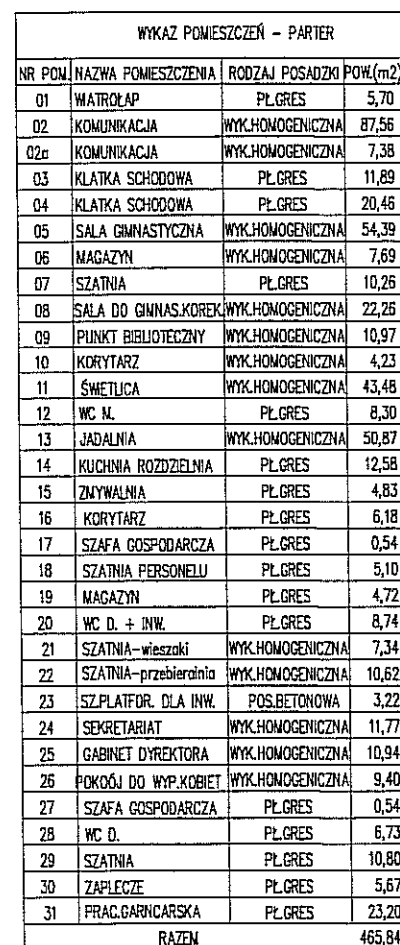 WYKAZ POMIESZCZEŃ - PARTER
NR POM. NAZWA POMIESZCZENIA RODZAJ POSADZKI POW.(m2)
01 WIATROŁAP PŁ.GRES 5,70
02 KOMUNIKACJA WYK.HOMOGENICZNA 87,56
02a KOMUNIKACJA WYK.HOMOGENICZNA 7,38
03 KLATKA SCHODOWA PŁ.GRES 11,89
04 KLATKA SCHODOWA PŁ.GRES 20,46
05 SALA GIMNASTYCZNA WYK.HOMOGENICZNA 54,39
06 MAGAZYN WYK.HOMOGENICZNA 7,69
07 SZATNIA PŁ.GRES 10,26
08 SALA DO GIMNAS.KOREK. WYK.HOMOGENICZNA 22,26
09 PUNKT BIBLIOTECZNY WYK.HOMOGENICZNA 10,97
10 KORYTARZ WYK.HOMOGENICZNA 4,23
11 ŚWIETLICA WYK.HOMOGENICZNA 43,48
12 WC M. PŁ.GRES 8,30
13 JADALNIA WYK.HOMOGENICZNA 50,87
14 KUCHNIA ROZDZIELNIA PŁ.GRES 12,58
15 ZMYWALNIA PŁ.GRES 4,83
16 KORYTARZ PŁ.GRES 6,18
17 SZAFA GOSPODARCZA PŁ.GRES 0,54
18 SZATNIA PERSONELU PŁ.GRES 5,10
19 MAGAZYN PŁ.GRES 4,72
20 WC D. + INW. PŁ.GRES 8,74
21 SZATNIA-wieszaki WYK.HOMOGENICZNA 7,34
22 SZATNIA-przebieralnia WYK.HOMOGENICZNA 10,62
23 SZ.PLATFOR. DLA INW. POS.BETONOWA 3,22
24 SEKRETARIAT WYK.HOMOGENICZNA 11,77
25 GABINET DYREKTORA WYK.HOMOGENICZNA 10,94
26 POKOÓJ DO WYP.KOBIET WYK.HOMOGENICZNA 9,40
27 SZAFA GOSPODARCZA PŁ.GRES 0,54
28 WC D. PŁ.GRES 6,73
29 SZATNIA PŁ.GRES 10,80
30 ZAPLECZE PŁ.GRES 5,67
31 PRAC.GARNCARSKA PŁ.GRES 23,20
RAZEM 465,84